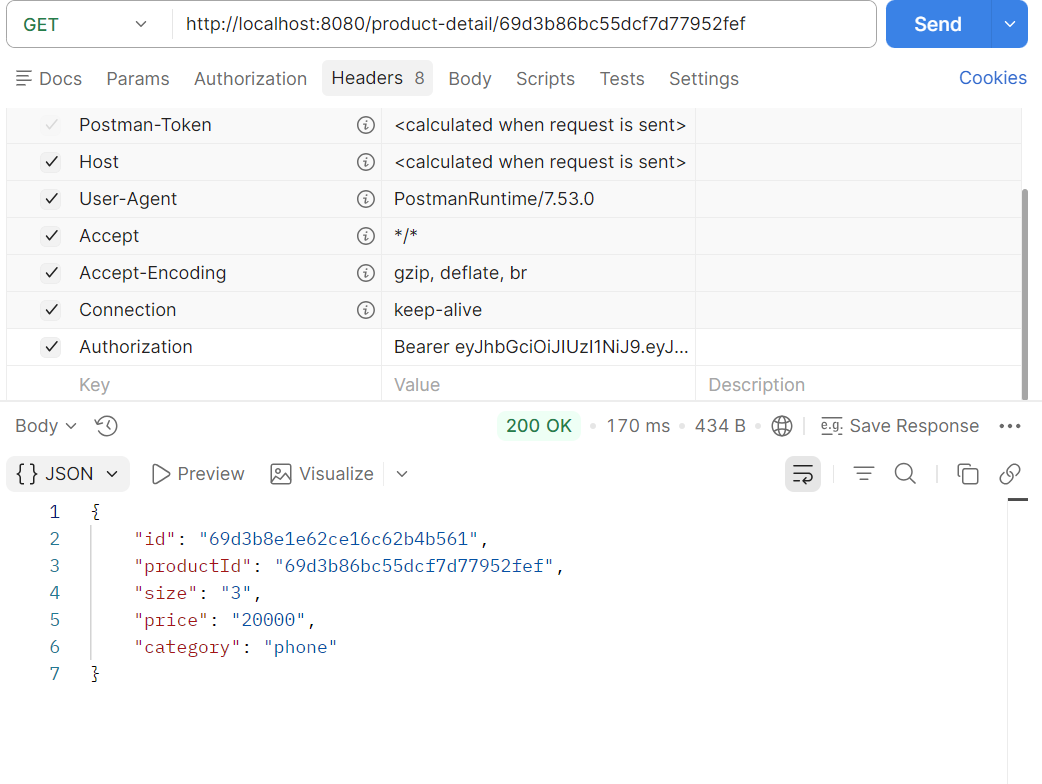 GET http://localhost:8080/product-detail/69d3b86bc55dcf7d77952fef Send
Docs Params Authorization Headers 8 Body Scripts Tests Settings Cookies
Postman-Token <calculated when request is sent>
Host <calculated when request is sent>
User-Agent PostmanRuntime/7.53.0
Accept */*
Accept-Encoding gzip, deflate, br
Connection keep-alive
Authorization Bearer eyJhbGciOiJIUzI1NiJ9.eyJ...
Key Value Description
Body 200 OK • 170 ms • 434 B • e.g. Save Response
{ } JSON Preview Visualize
1 {
2 "id": "69d3b8e1e62ce16c62b4b561",
3 "productId": "69d3b86bc55dcf7d77952fef",
4 "size": "3",
5 "price": "20000",
6 "category": "phone"
7 }